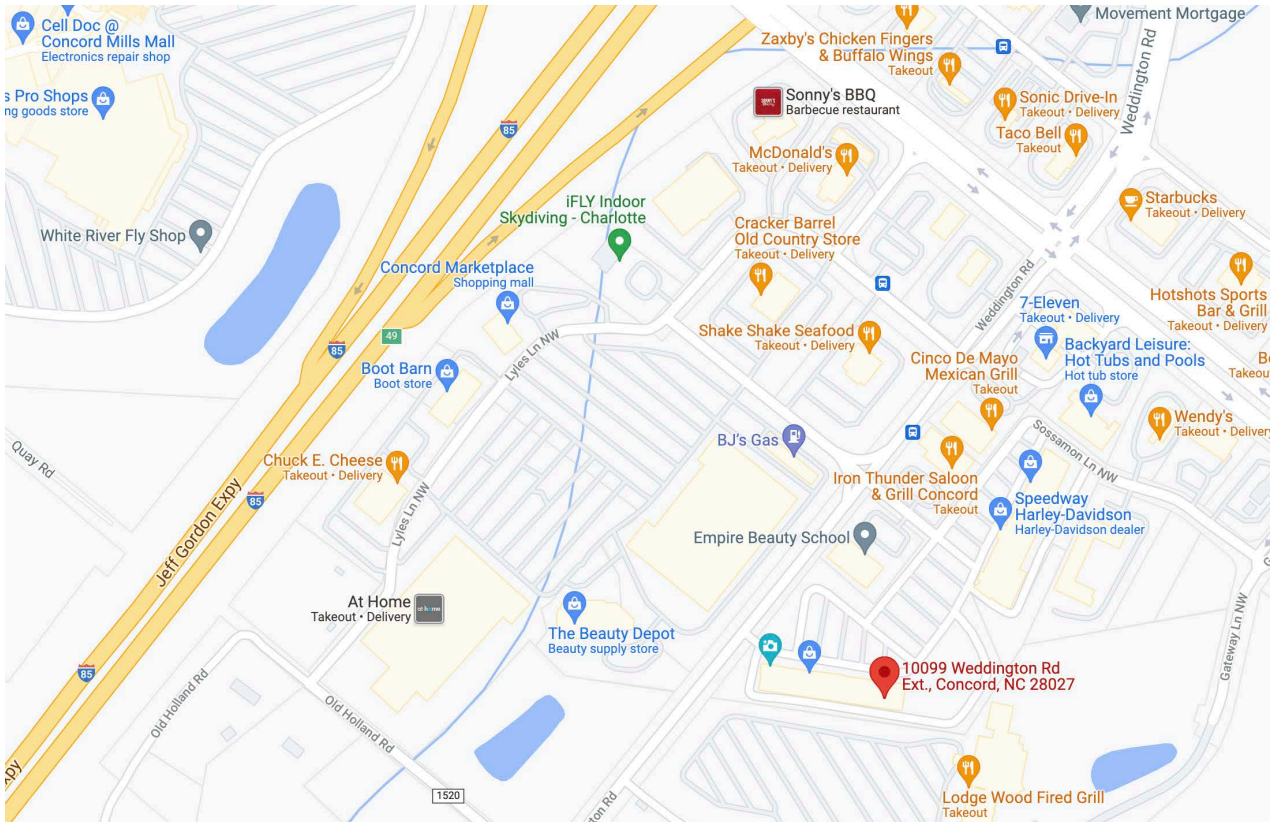 Cell Doc @
Concord Mills Mall
Electronics repair shop
s Pro Shops
ng goods store
White River Fly Shop
85
Movement Mortgage
Zaxby's Chicken Fingers
& Buffalo Wings
Takeout
Sonny's BBQ
Barbecue restaurant
Sonic Drive-In
Takeout • Delivery
Taco Bell
Takeout
Weddington Rd
McDonald's
Takeout • Delivery
iFLY Indoor
Skydiving - Charlotte
Starbucks
Takeout • Delivery
Cracker Barrel
Old Country Store
Takeout • Delivery
Concord Marketplace
Shopping mall
Weddington Rd
Hotshots Sports
Bar & Grill
Takeout • Delivery
7-Eleven
Takeout • Delivery
49
85
Lyles Ln NW
Shake Shake Seafood
Takeout • Delivery
Backyard Leisure:
Hot Tubs and Pools
Hot tub store
Boot Barn
Boot store
Cinco De Mayo
Mexican Grill
Takeout
Be
Takeou
Wendy's
Takeout • Delivery
Sossamon Ln NW
BJ's Gas
Quay Rd
Chuck E. Cheese
Takeout • Delivery
85
Jeff Gordon Expy
Lyles Ln NW
Iron Thunder Saloon
& Grill Concord
Takeout
Speedway
Harley-Davidson
Harley-Davidson dealer
Empire Beauty School
G
At Home
Takeout • Delivery
at home
The Beauty Depot
Beauty supply store
Gateway Ln NW
10099 Weddington Rd
Ext., Concord, NC 28027
85
Old Holland Rd
Old Holland Rd
xpy
1520
ton Rd
Lodge Wood Fired Grill
Takeout